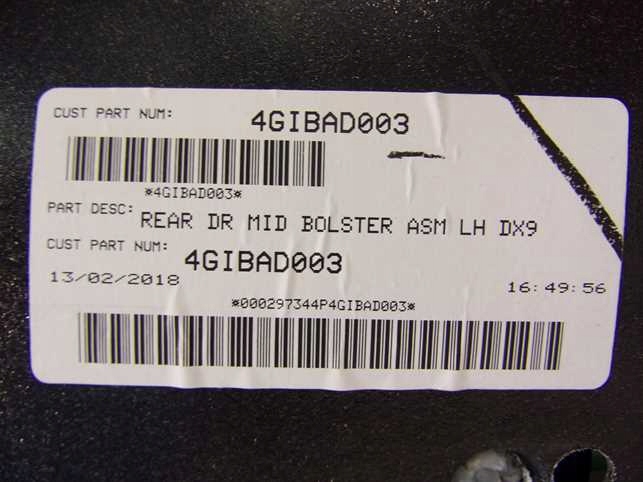 CUST PART NUM: 4GIBAD003
*4GIBAD003*
PART DESC: REAR DR MID BOLSTER ASM LH DX9
CUST PART NUM: 4GIBAD003
13/02/2018 16:49:56
*000297344P4GIBAD003*